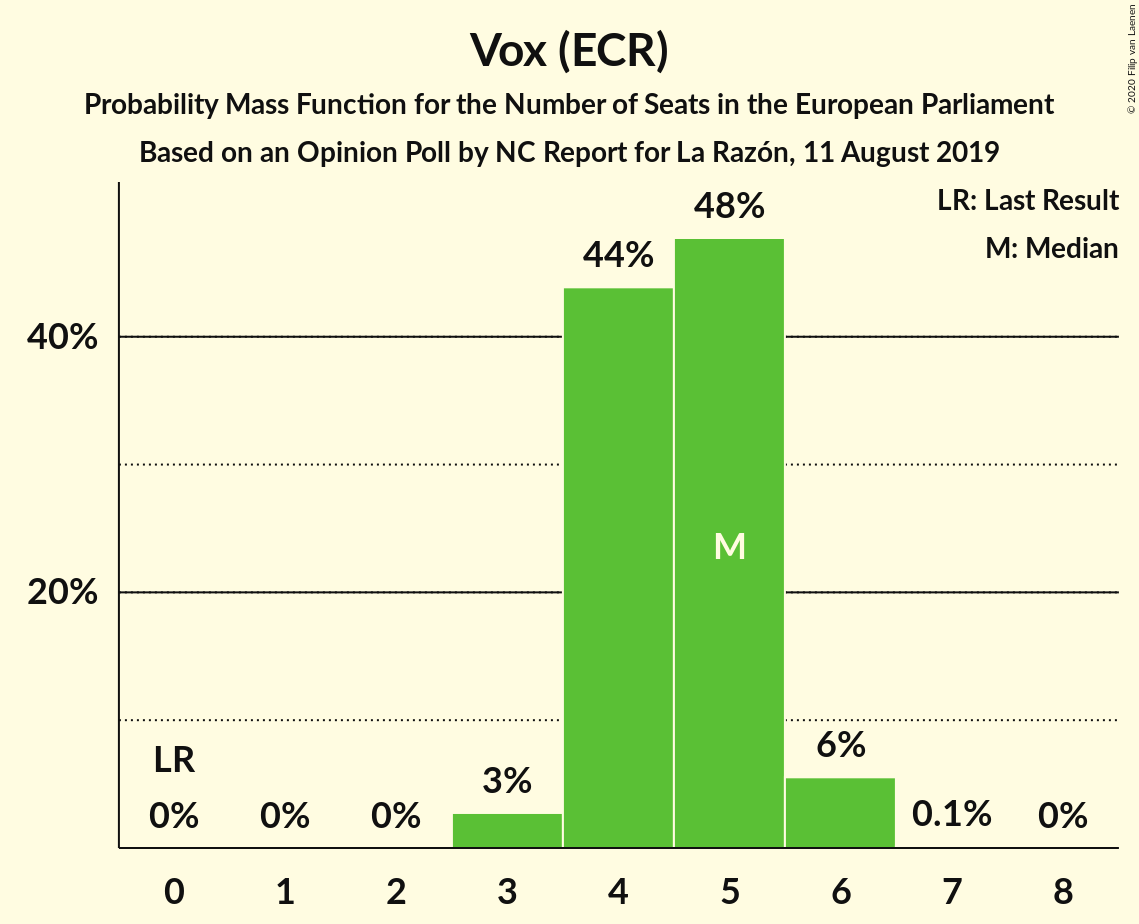 Vox (ECR)
Probability Mass Function for the Number of Seats in the European Parliament
Based on an Opinion Poll by NC Report for La Razón, 11 August 2019
© 2020 Filip van Laenen
LR: Last Result
M: Median
48%
44%
40%
M
20%
LR
6%
3%
0%
0%
0%
0.1%
0%
0 1 2 3 4 5 6 7 8